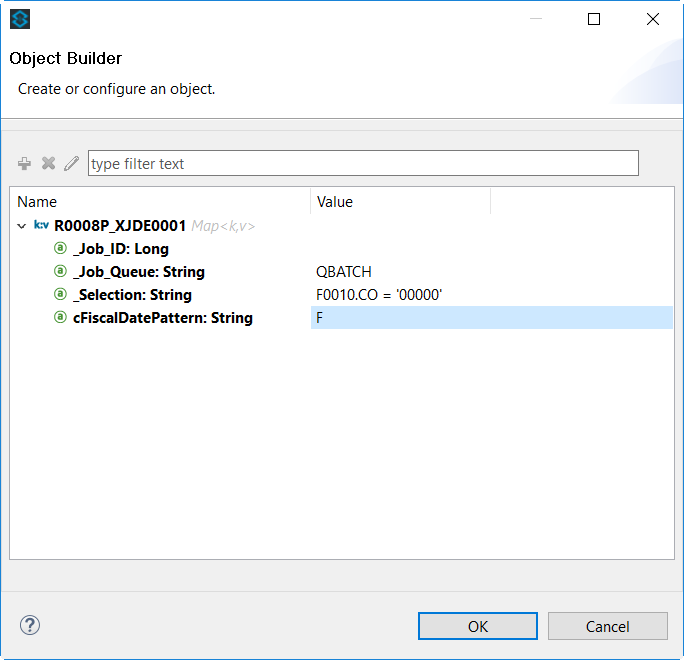 Object Builder
Create or configure an object.
type filter text
Name Value
k:v R0008P_XJDE0001 Map<k,v>
a _Job_ID: Long
a _Job_Queue: String QBATCH
a _Selection: String F0010.CO = '00000'
a cFiscalDatePattern: String F
? OK Cancel